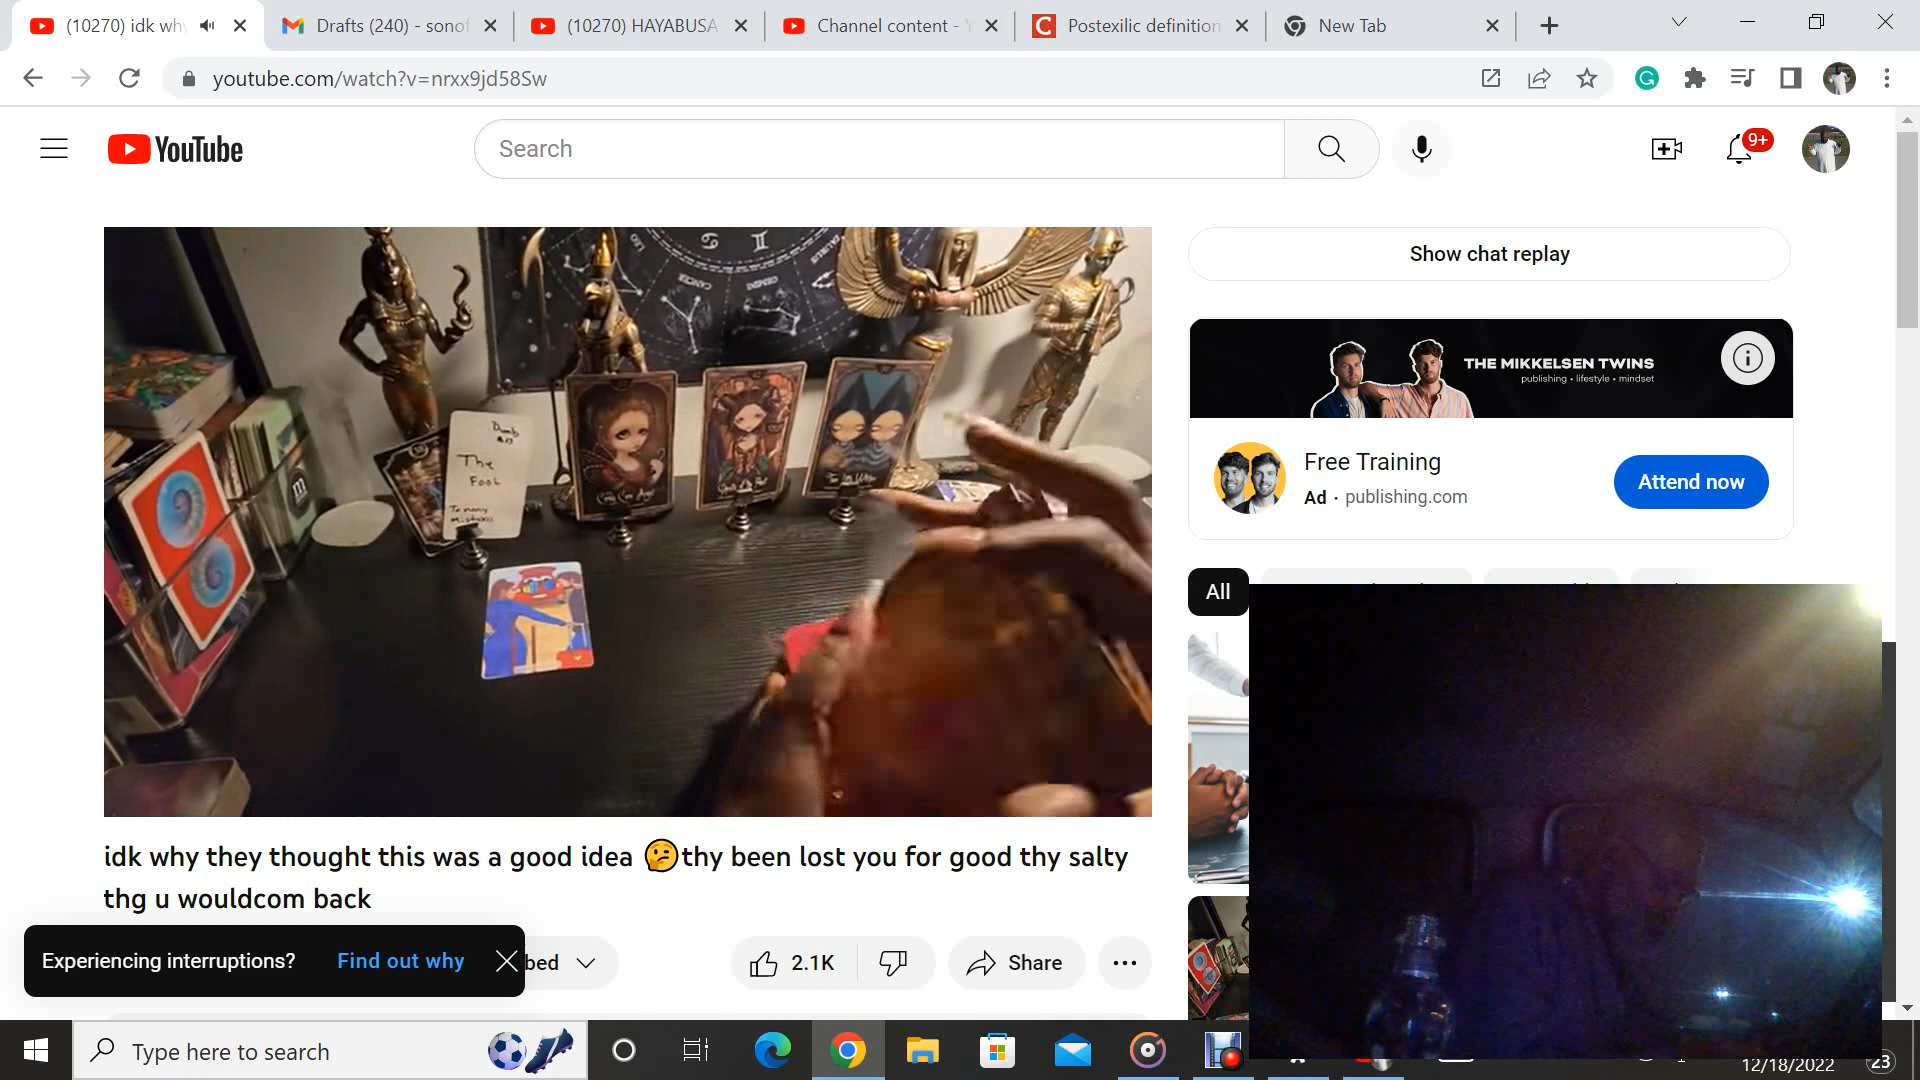 (10270) idk why
Drafts (240) - sonof
(10270) HAYABUSA
Channel content - Y
Postexilic definition
New Tab
youtube.com/watch?v=nrxx9jd58Sw
YouTube
Search
9+
LEO
CANCER
GEMINI
TAURUS
The
Fool
Show chat replay
THE MIKKELSEN TWINS
publishing • lifestyle • mindset
Free Training
Ad · publishing.com
Attend now
All
idk why they thought this was a good idea 🤔thy been lost you for good thy salty
thg u wouldcom back
Experiencing interruptions?
Find out why
bed
2.1K
Share
Type here to search
12/18/2022
23